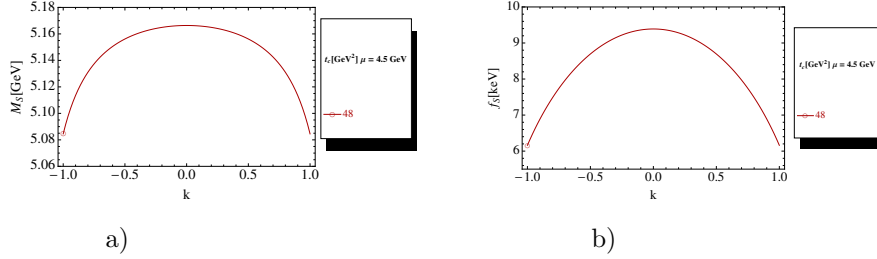 5.18
5.16
5.14
5.12
5.10
5.08
5.06
M_S[GeV]
−1.0 −0.5 0.0 0.5 1.0
k
t_c[GeV²] μ = 4.5 GeV
48
a)
10
9
8
7
6
f_S[keV]
−1.0 −0.5 0.0 0.5 1.0
k
t_c[GeV²] μ = 4.5 GeV
48
b)